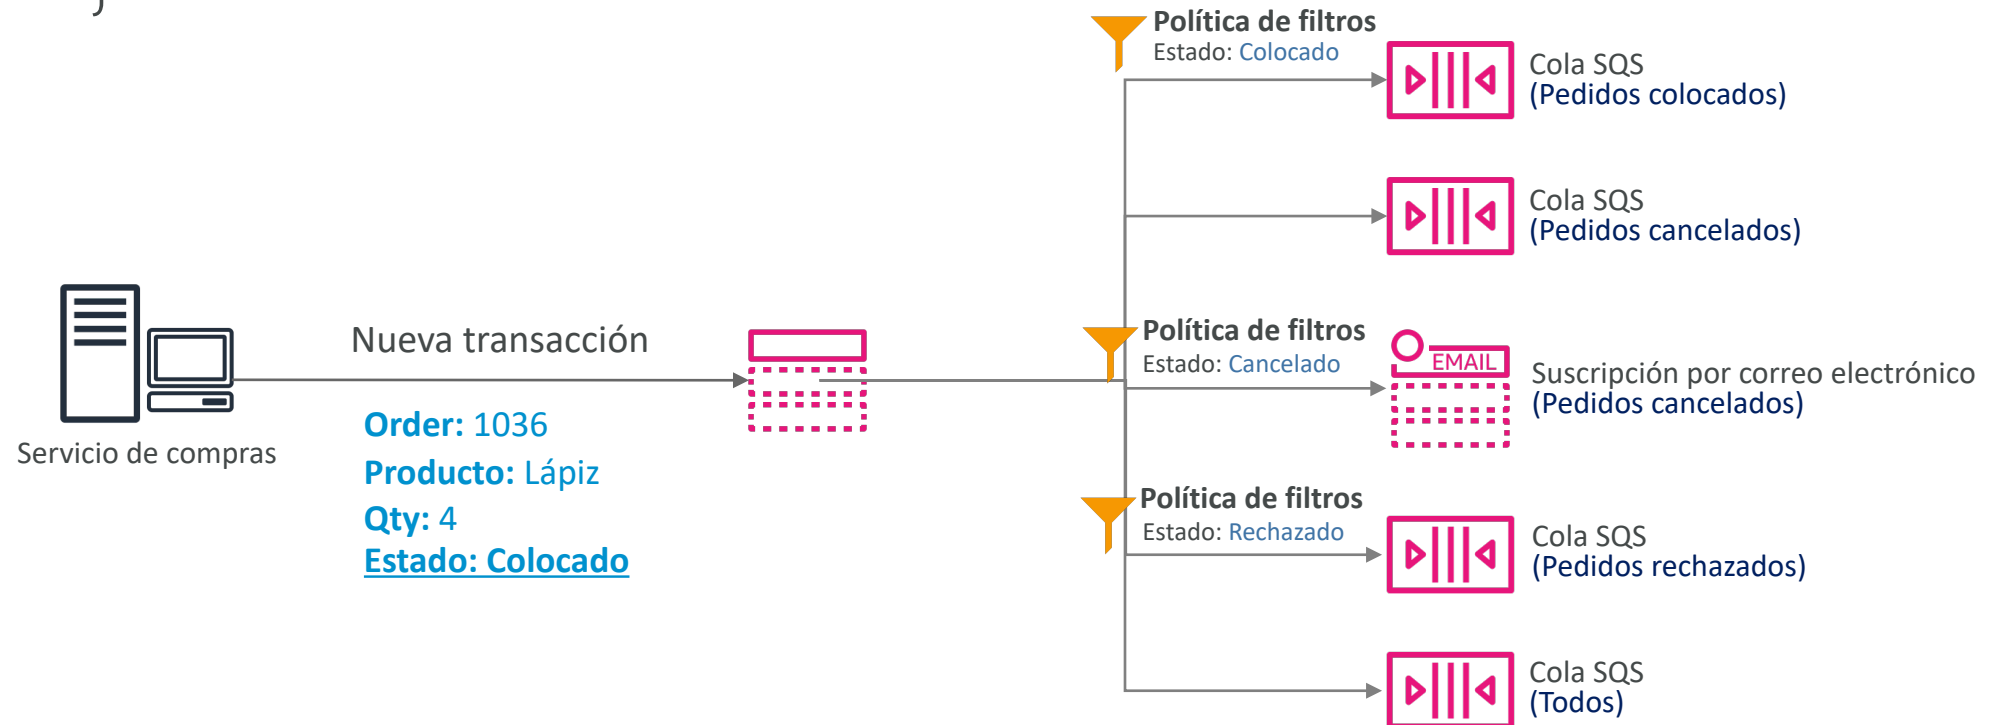 Política de filtros
Estado: Colocado
Cola SQS
(Pedidos colocados)
Cola SQS
(Pedidos cancelados)
Servicio de compras
Nueva transacción
Order: 1036
Producto: Lápiz
Qty: 4
Estado: Colocado
Política de filtros
Estado: Cancelado
EMAIL
Suscripción por correo electrónico
(Pedidos cancelados)
Política de filtros
Estado: Rechazado
Cola SQS
(Pedidos rechazados)
Cola SQS
(Todos)